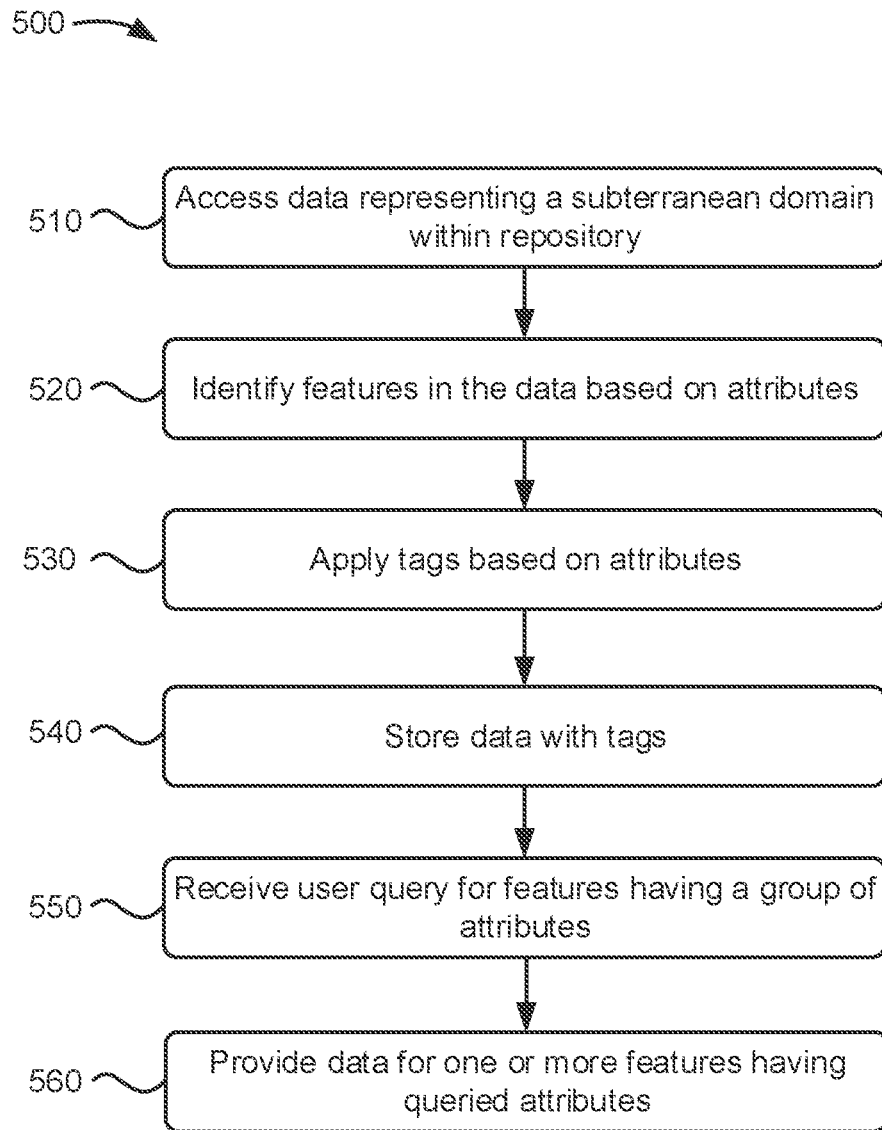 500
510
Access data representing a subterranean domain
within repository
520
Identify features in the data based on attributes
530
Apply tags based on attributes
540
Store data with tags
550
Receive user query for features having a group of
attributes
560
Provide data for one or more features having
queried attributes